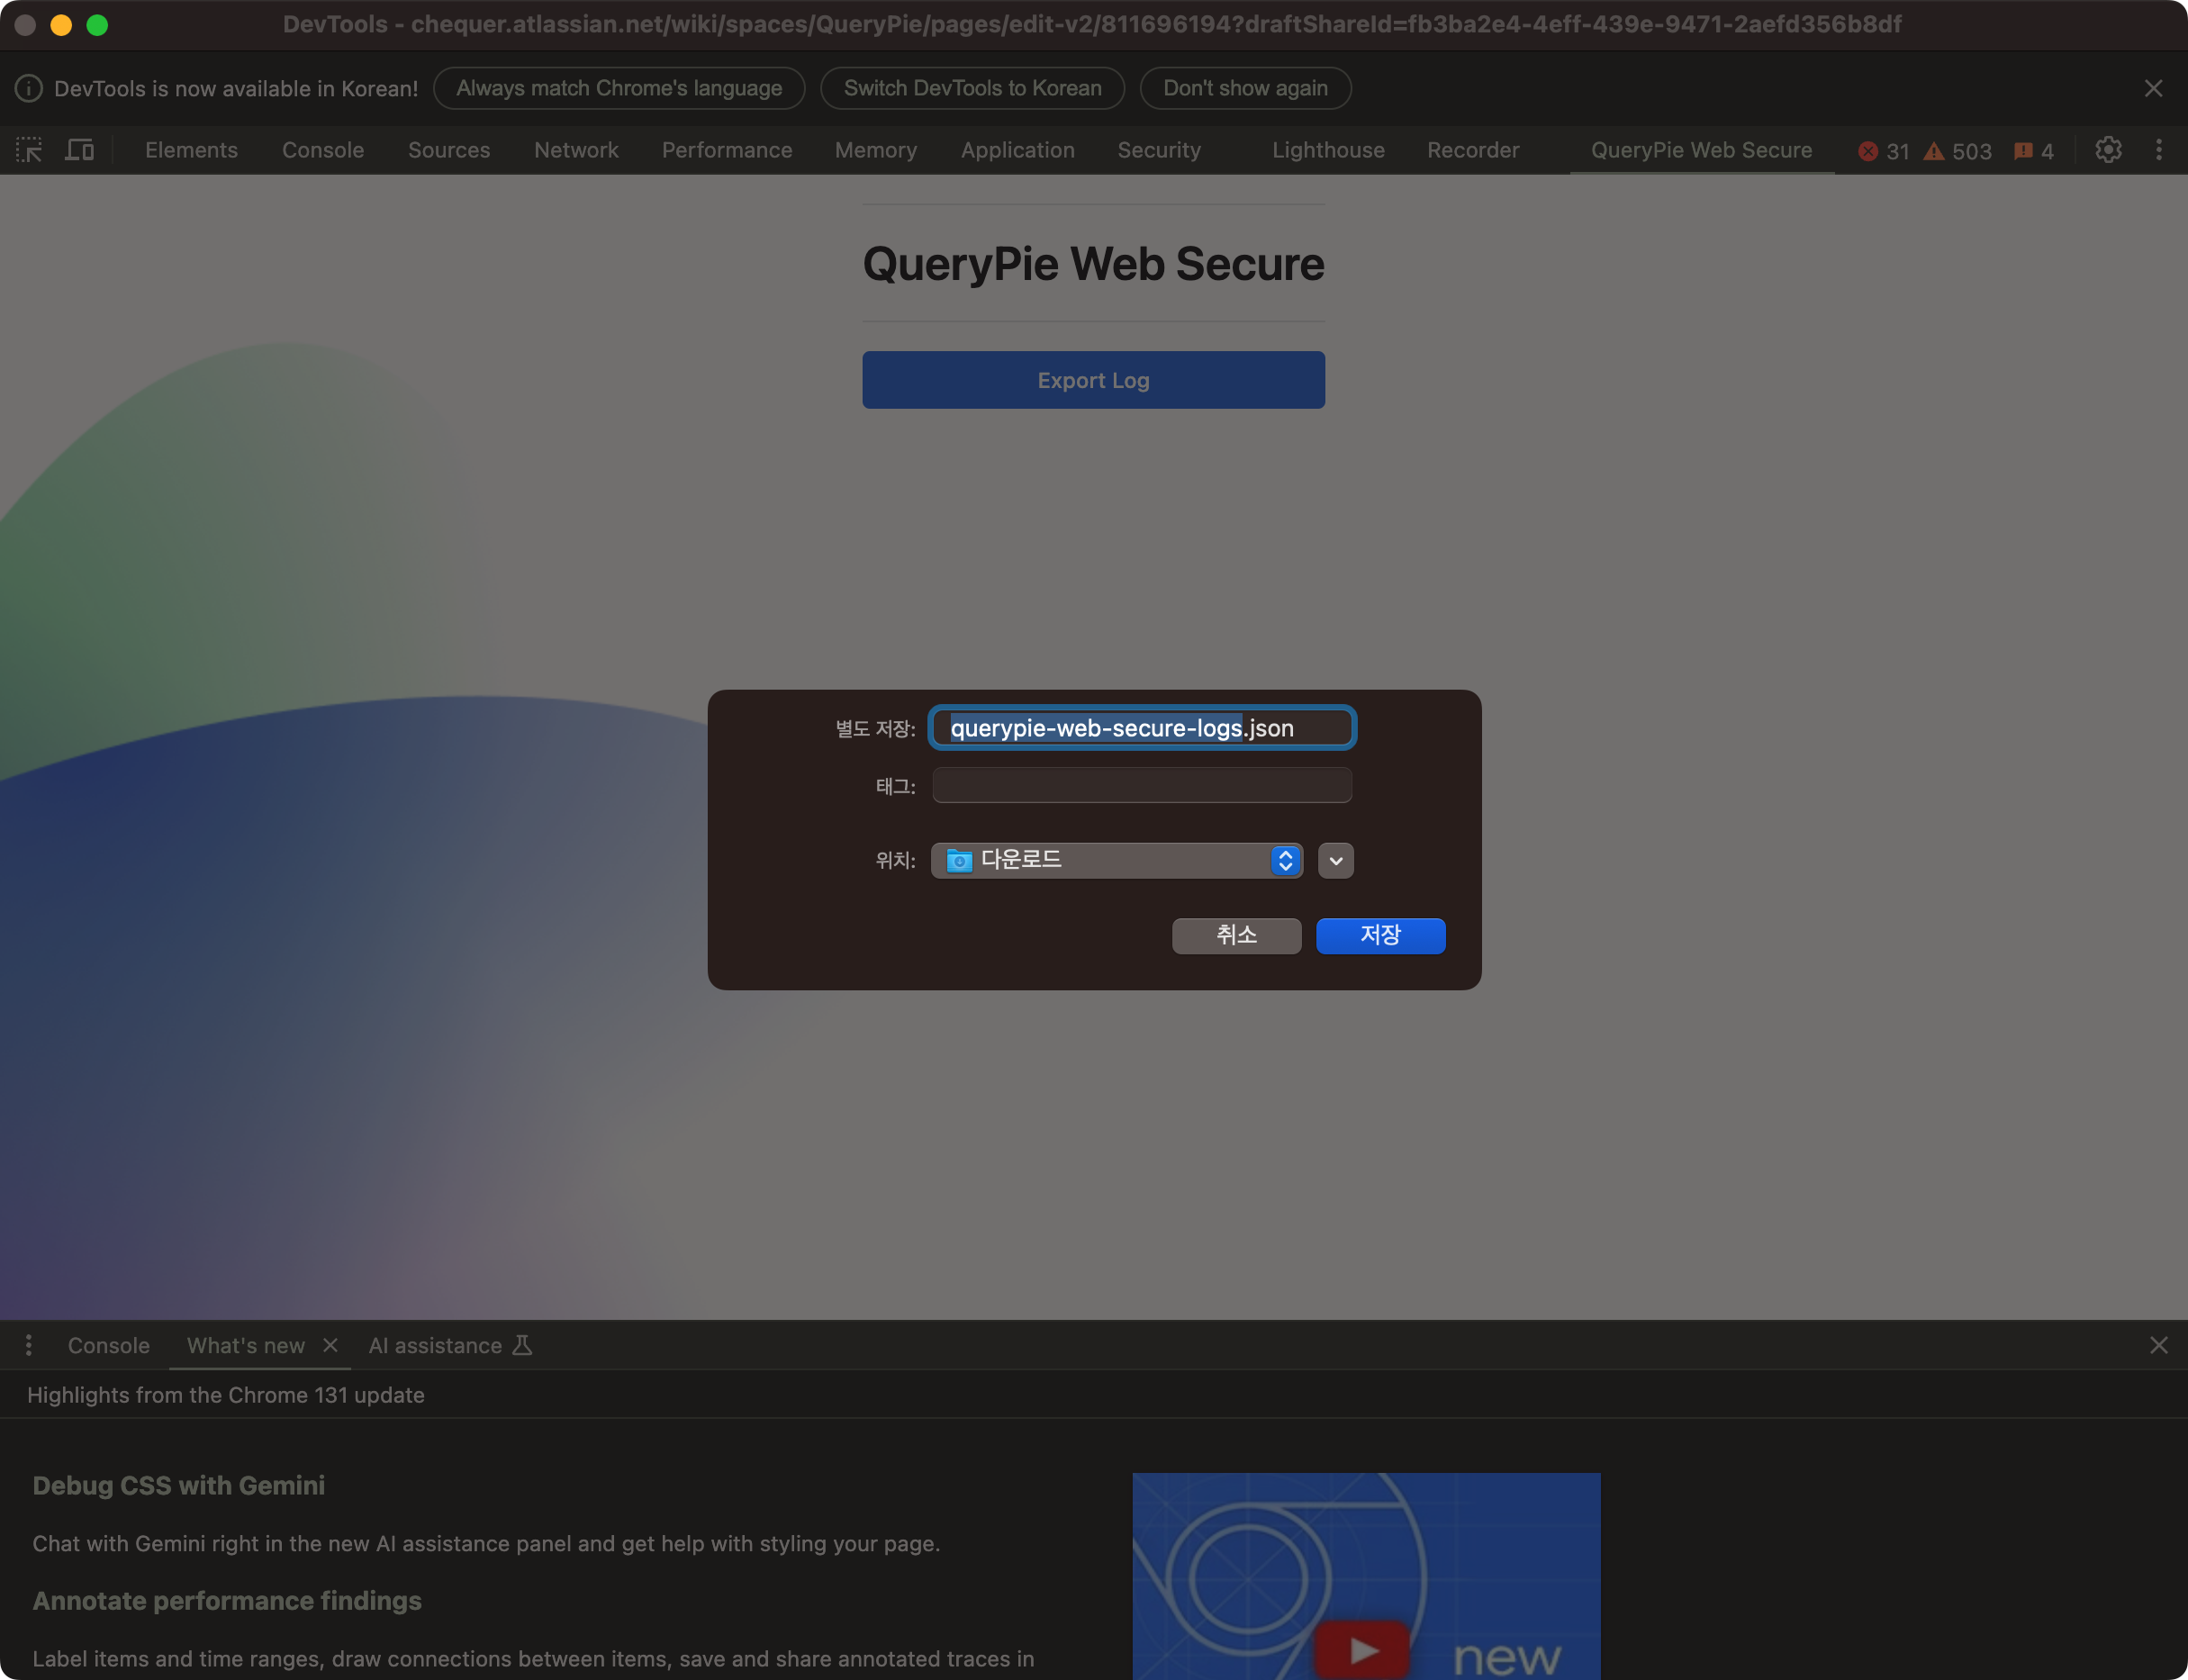 DevTools - chequer.atlassian.net/wiki/spaces/QueryPie/pages/edit-v2/811696194?draftShareId=fb3ba2e4-4eff-439e-9471-2aefd356b8df
DevTools is now available in Korean! Always match Chrome's language Switch DevTools to Korean Don't show again
Elements Console Sources Network Performance Memory Application Security Lighthouse Recorder QueryPie Web Secure 31 503 4
QueryPie Web Secure
Export Log
별도 저장: querypie-web-secure-logs.json
태그:
위치: 다운로드
취소 저장
Console What's new AI assistance
Highlights from the Chrome 131 update
Debug CSS with Gemini
Chat with Gemini right in the new AI assistance panel and get help with styling your page.
Annotate performance findings
Label items and time ranges, draw connections between items, save and share annotated traces in
new